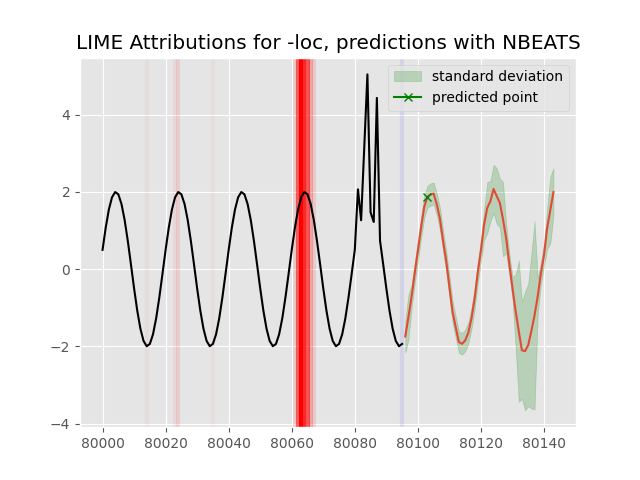 LIME Attributions for -loc, predictions with NBEATS
standard deviation
predicted point
4
2
0
−2
−4
80000 80020 80040 80060 80080 80100 80120 80140